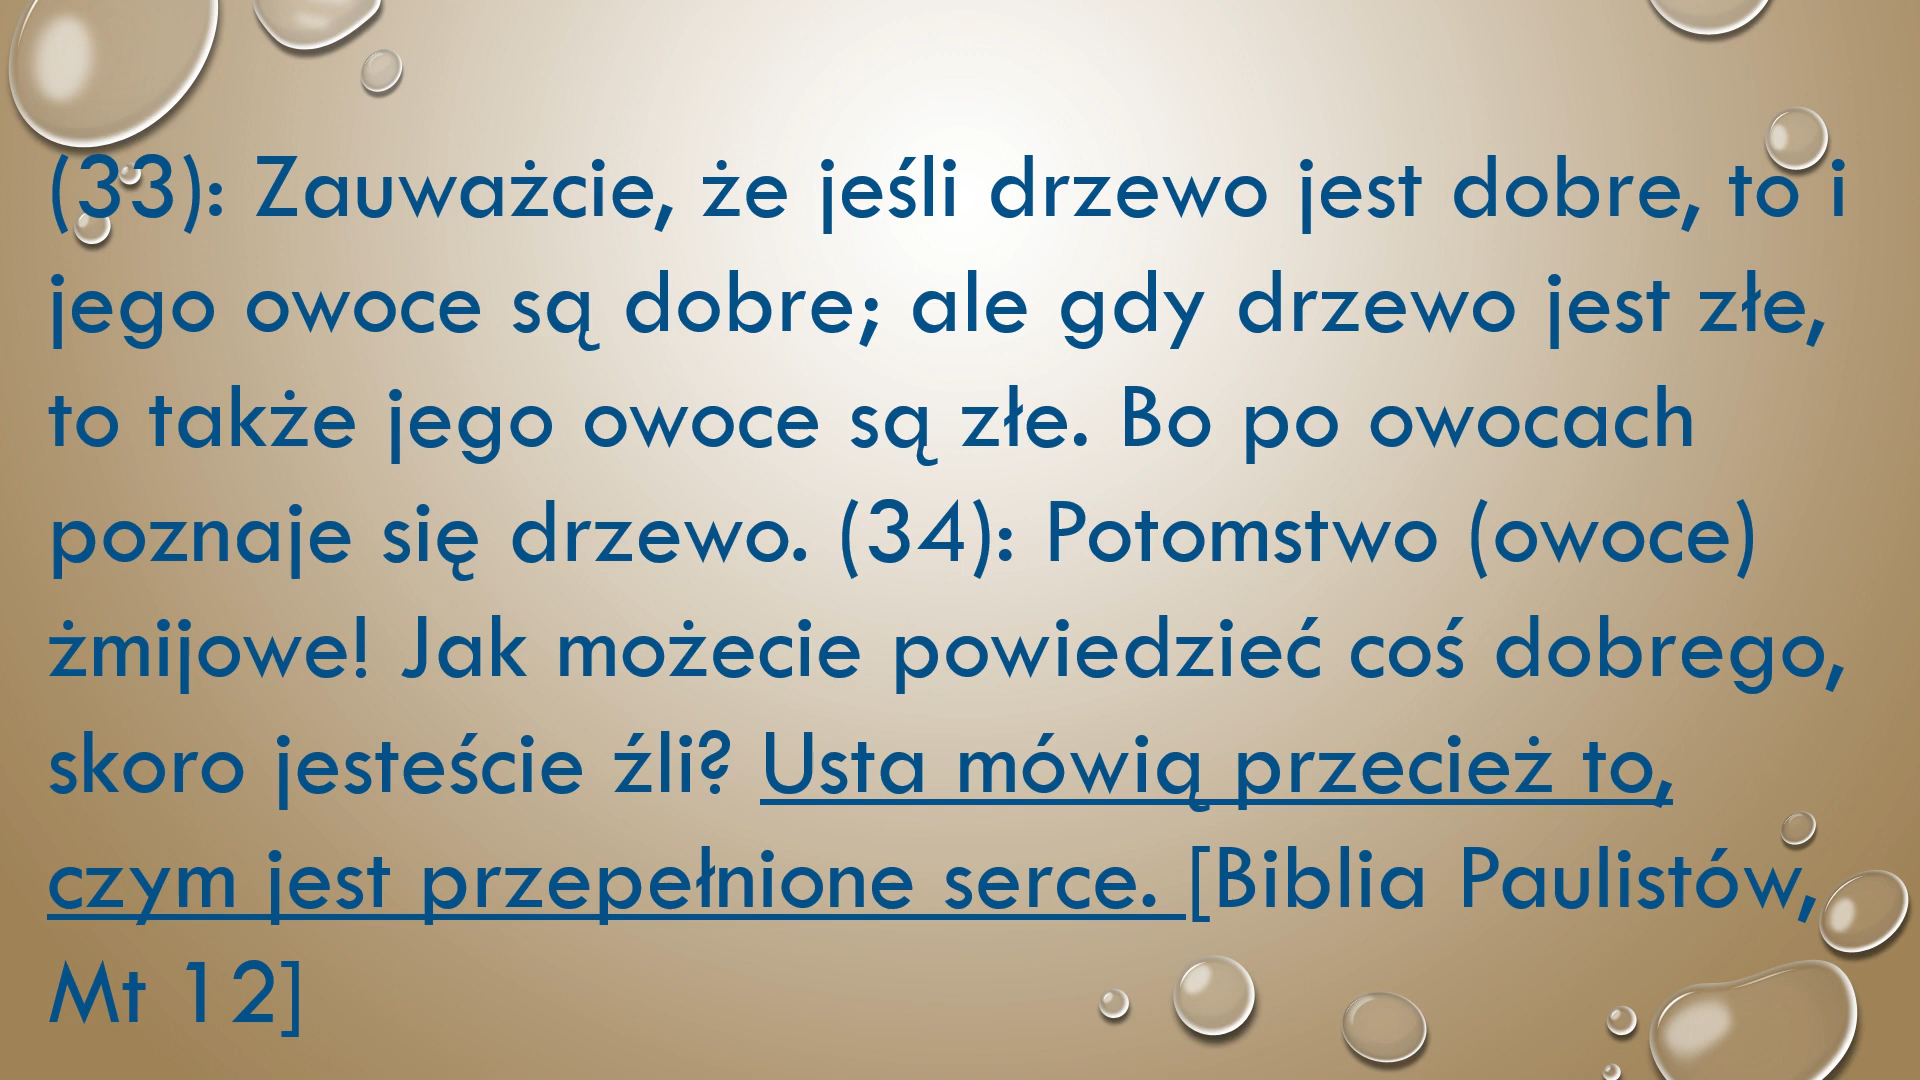 (33): Zauważcie, że jeśli drzewo jest dobre, to i
jego owoce są dobre; ale gdy drzewo jest złe,
to także jego owoce są złe. Bo po owocach
poznaje się drzewo. (34): Potomstwo (owoce)
żmijowe! Jak możecie powiedzieć coś dobrego,
skoro jesteście źli? Usta mówią przecież to,
czym jest przepełnione serce. [Biblia Paulistów,
Mt 12]